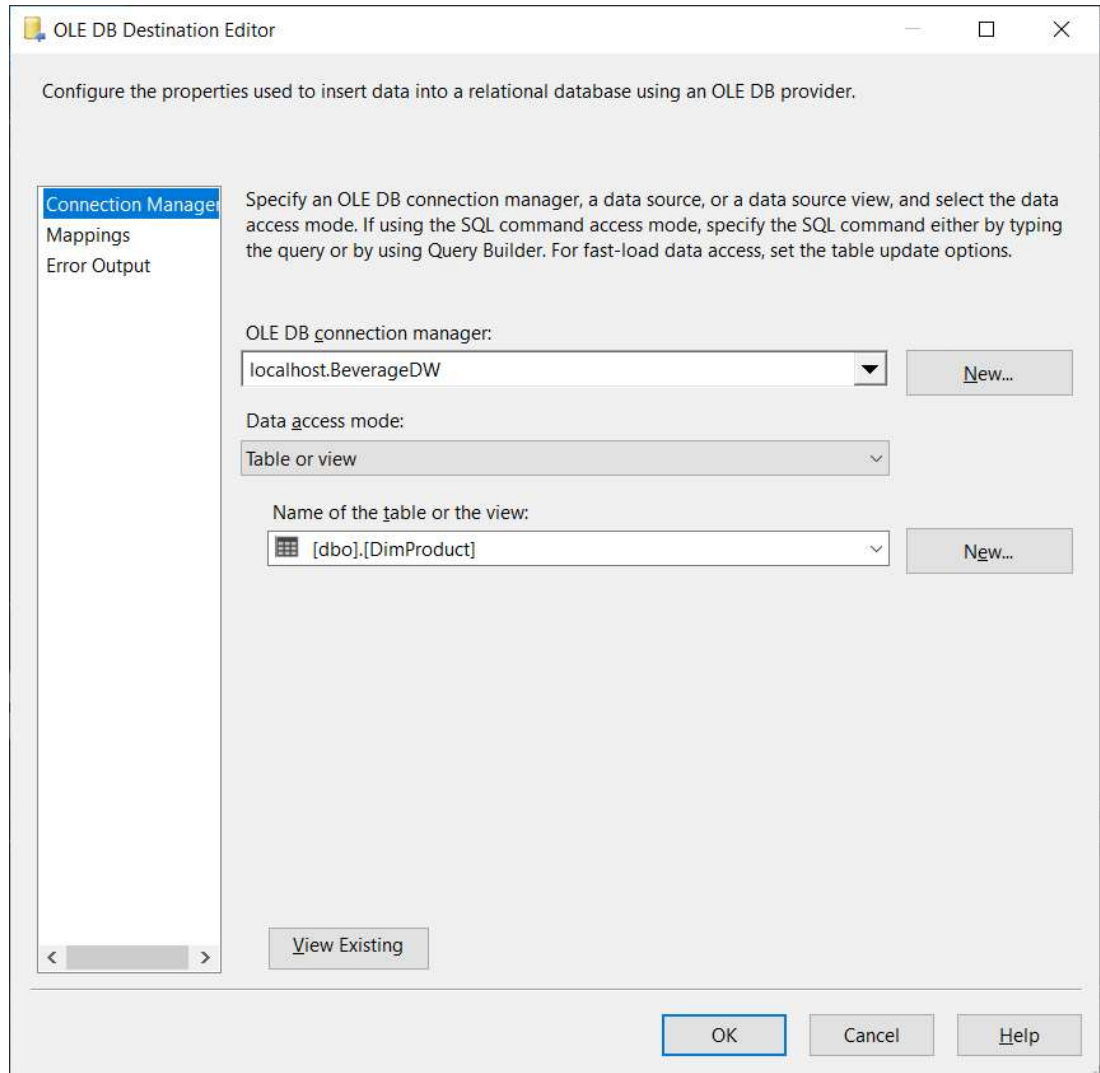 OLE DB Destination Editor
Configure the properties used to insert data into a relational database using an OLE DB provider.
Connection Manager
Mappings
Error Output
Specify an OLE DB connection manager, a data source, or a data source view, and select the data
access mode. If using the SQL command access mode, specify the SQL command either by typing
the query or by using Query Builder. For fast-load data access, set the table update options.
OLE DB connection manager:
localhost.BeverageDW
New...
Data access mode:
Table or view
Name of the table or the view:
[dbo].[DimProduct]
New...
View Existing
OK
Cancel
Help